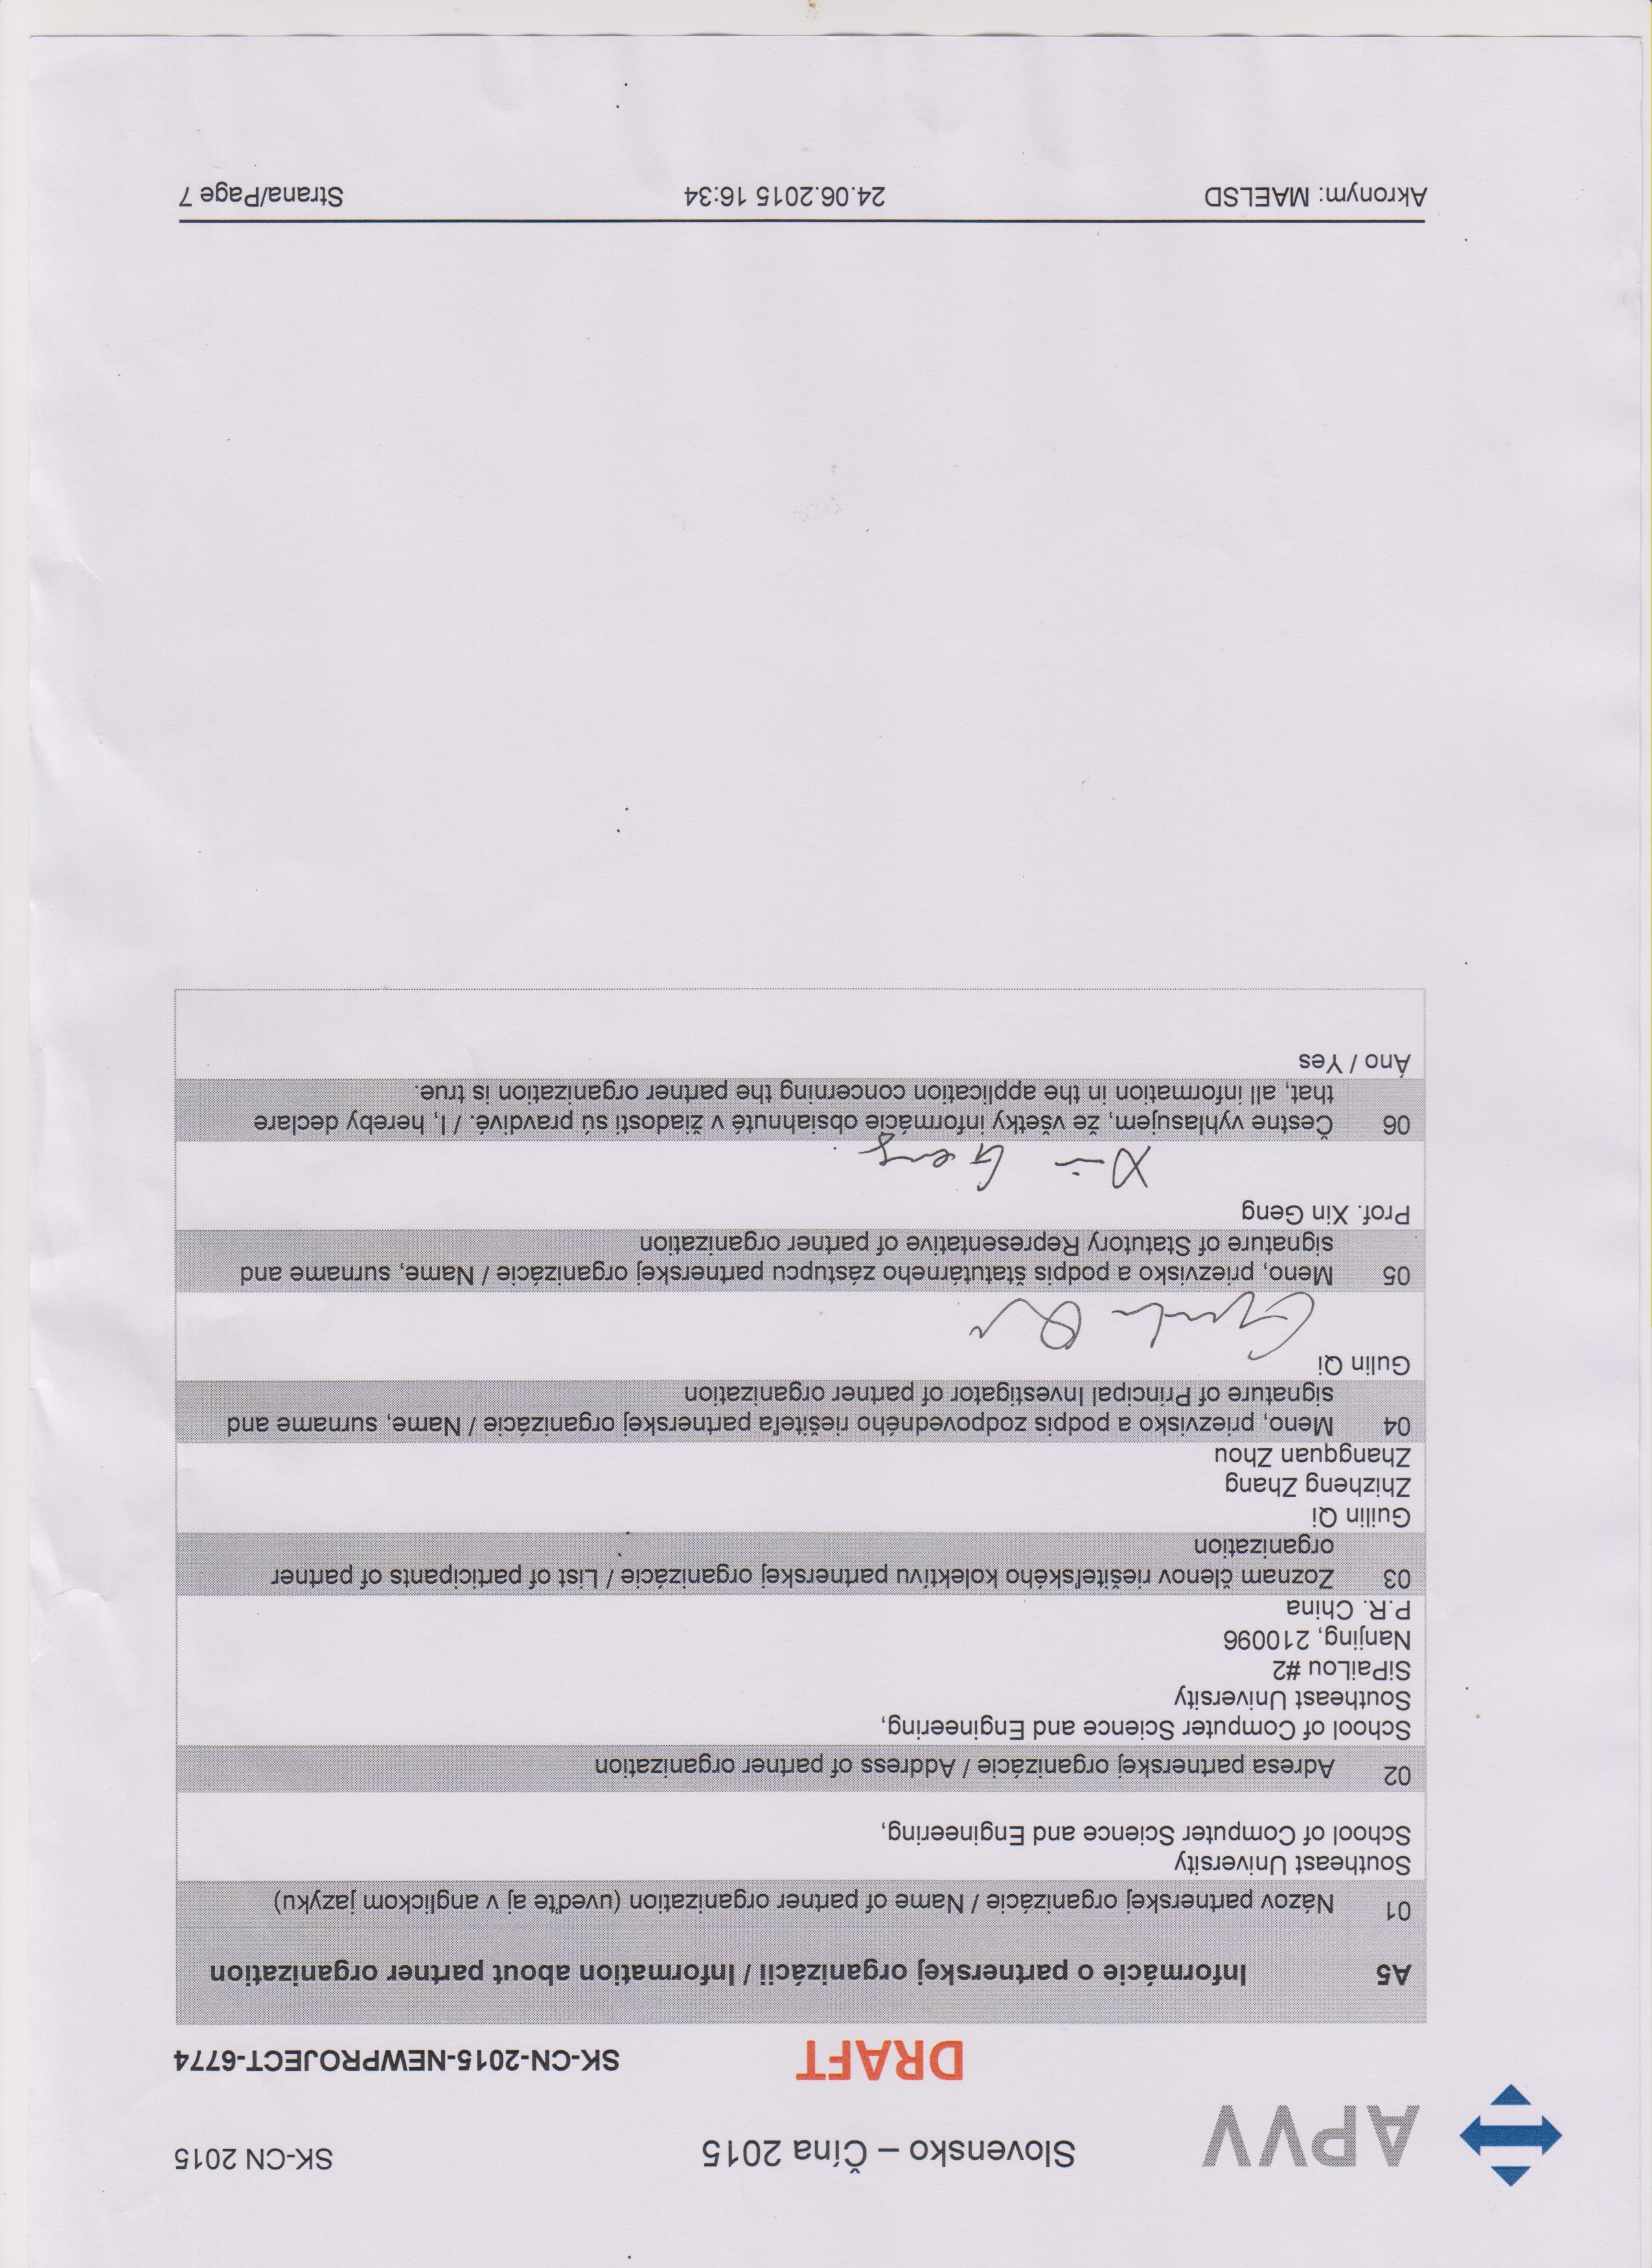 APVV
Slovensko – Čína 2015
SK-CN 2015
DRAFT
SK-CN-2015-NEWPROJECT-6774
A5 Informácie o partnerskej organizácii / Information about partner organization
01 Názov partnerskej organizácie / Name of partner organization (uveďte aj v anglickom jazyku)
Southeast University
School of Computer Science and Engineering,
02 Adresa partnerskej organizácie / Address of partner organization
School of Computer Science and Engineering,
Southeast University
SiPaiLou #2
Nanjing, 210096
P.R. China
03 Zoznam členov riešiteľského kolektívu partnerskej organizácie / List of participants of partner
organization
Guilin Qi
Zhizheng Zhang
Zhangquan Zhou
04 Meno, priezvisko a podpis zodpovedného riešiteľa partnerskej organizácie / Name, surname and
signature of Principal Investigator of partner organization
Gulin Qi
05 Meno, priezvisko a podpis štatutárneho zástupcu partnerskej organizácie / Name, surname and
signature of Statutory Representative of partner organization
Prof. Xin Geng
Xin Geng
06 Čestne vyhlasujem, že všetky informácie obsiahnuté v žiadosti sú pravdivé. / I, hereby declare
that, all information in the application concerning the partner organization is true.
Áno / Yes
Akronym: MAELSD 24.06.2015 16:34 Strana/Page 7